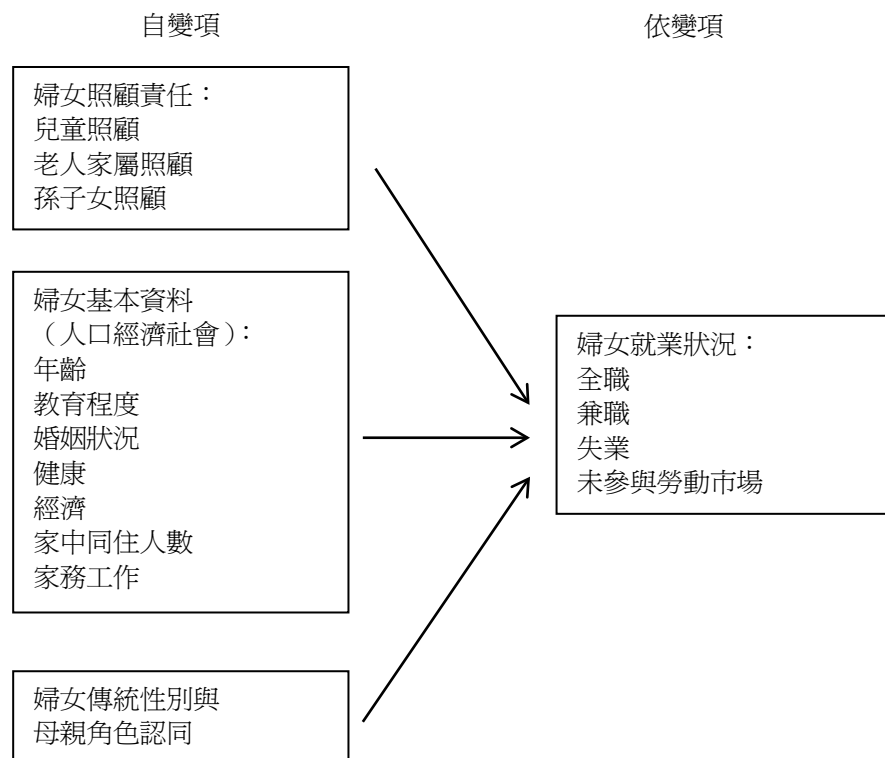 自變項
依變項
婦女照顧責任：
兒童照顧
老人家屬照顧
孫子女照顧
婦女基本資料
（人口經濟社會）：
年齡
教育程度
婚姻狀況
健康
經濟
家中同住人數
家務工作
婦女傳統性別與
母親角色認同
婦女就業狀況：
全職
兼職
失業
未參與勞動市場